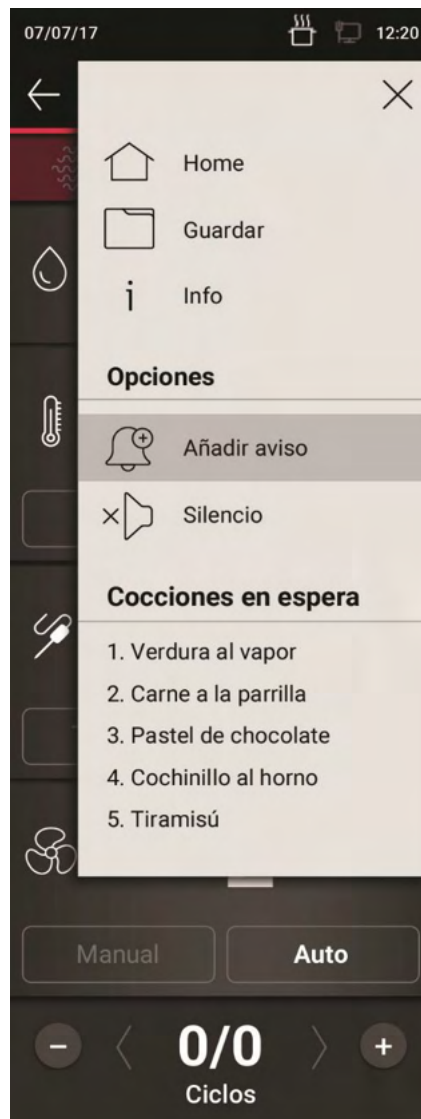 07/07/17 12:20
Home
Guardar
Info
Opciones
Añadir aviso
Silencio
Cocciones en espera
1. Verdura al vapor
2. Carne a la parrilla
3. Pastel de chocolate
4. Cochinillo al horno
5. Tiramisú
Manual Auto
0/0
Ciclos